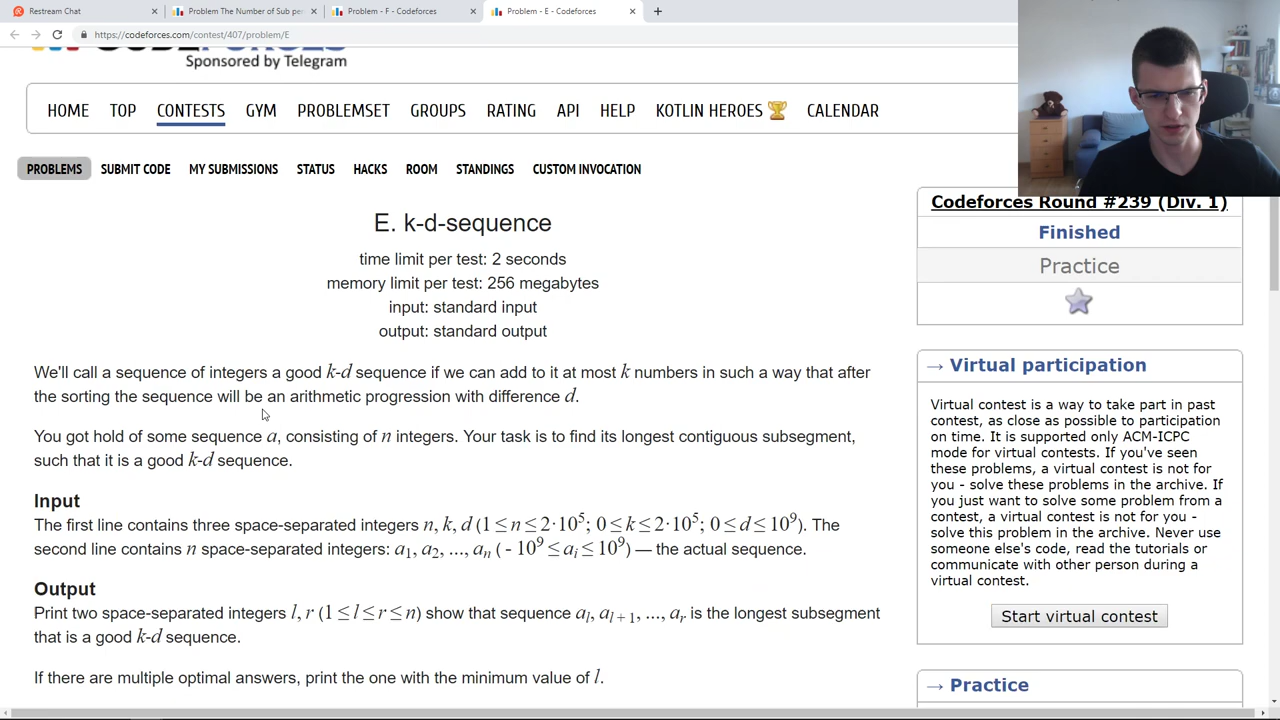 Restream Chat
Problem The Number of Sub pe
Problem - F - Codeforces
Problem - E - Codeforces
https://codeforces.com/contest/407/problem/E
Sponsored by Telegram
HOME TOP CONTESTS GYM PROBLEMSET GROUPS RATING API HELP KOTLIN HEROES CALENDAR
PROBLEMS SUBMIT CODE MY SUBMISSIONS STATUS HACKS ROOM STANDINGS CUSTOM INVOCATION
E. k-d-sequence
time limit per test: 2 seconds
memory limit per test: 256 megabytes
input: standard input
output: standard output
We'll call a sequence of integers a good k-d sequence if we can add to it at most k numbers in such a way that after
the sorting the sequence will be an arithmetic progression with difference d.
You got hold of some sequence a, consisting of n integers. Your task is to find its longest contiguous subsegment,
such that it is a good k-d sequence.
Input
The first line contains three space-separated integers n, k, d (1 ≤ n ≤ 2·10⁵; 0 ≤ k ≤ 2·10⁵; 0 ≤ d ≤ 10⁹). The
second line contains n space-separated integers: a₁, a₂, ..., aₙ ( - 10⁹ ≤ aᵢ ≤ 10⁹) — the actual sequence.
Output
Print two space-separated integers l, r (1 ≤ l ≤ r ≤ n) show that sequence aₗ, aₗ ₊ ₁, ..., aᵣ is the longest subsegment
that is a good k-d sequence.
If there are multiple optimal answers, print the one with the minimum value of l.
Codeforces Round #239 (Div. 1)
Finished
Practice
→ Virtual participation
Virtual contest is a way to take part in past
contest, as close as possible to participation
on time. It is supported only ACM-ICPC
mode for virtual contests. If you've seen
these problems, a virtual contest is not for
you - solve these problems in the archive. If
you just want to solve some problem from a
contest, a virtual contest is not for you -
solve this problem in the archive. Never use
someone else's code, read the tutorials or
communicate with other person during a
virtual contest.
Start virtual contest
→ Practice